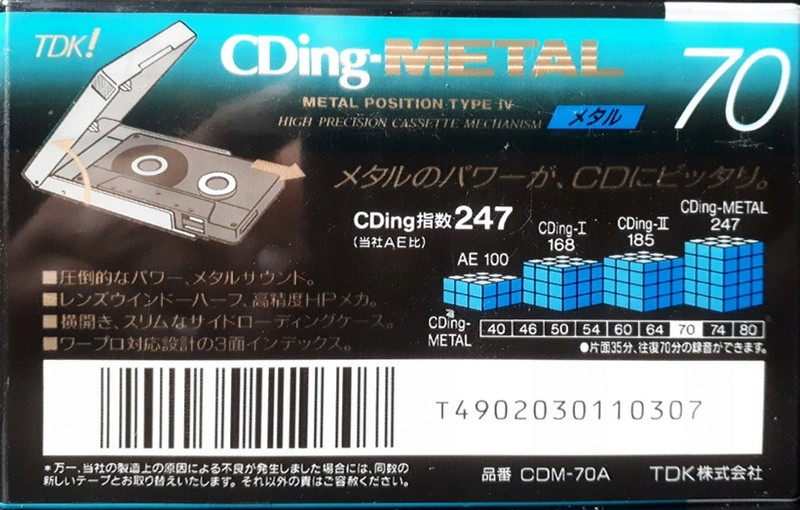 TDK!
CDing-METAL
70
METAL POSITION TYPE IV
HIGH PRECISION CASSETTE MECHANISM
メタル
メタルのパワーが、CDにピッタリ。
CDing指数247
(当社AE比)
AE 100
CDing-I
168
CDing-II
185
CDing-METAL
247
■圧倒的なパワー、メタルサウンド。
■レンズウインドーハーフ、高精度HPメカ。
■横開き、スリムなサイドローディングケース。
■ワープロ対応設計の3面インデックス。
CDing-
METAL
40 46 50 54 60 64 70 74 80
●片面35分、往復70分の録音ができます。
T4902030110307
*万一、当社の製造上の原因による不良が発生しました場合には、同数の
新しいテープとお取り替えいたします。それ以外の責はご容赦ください。
品番 CDM-70A
TDK株式会社